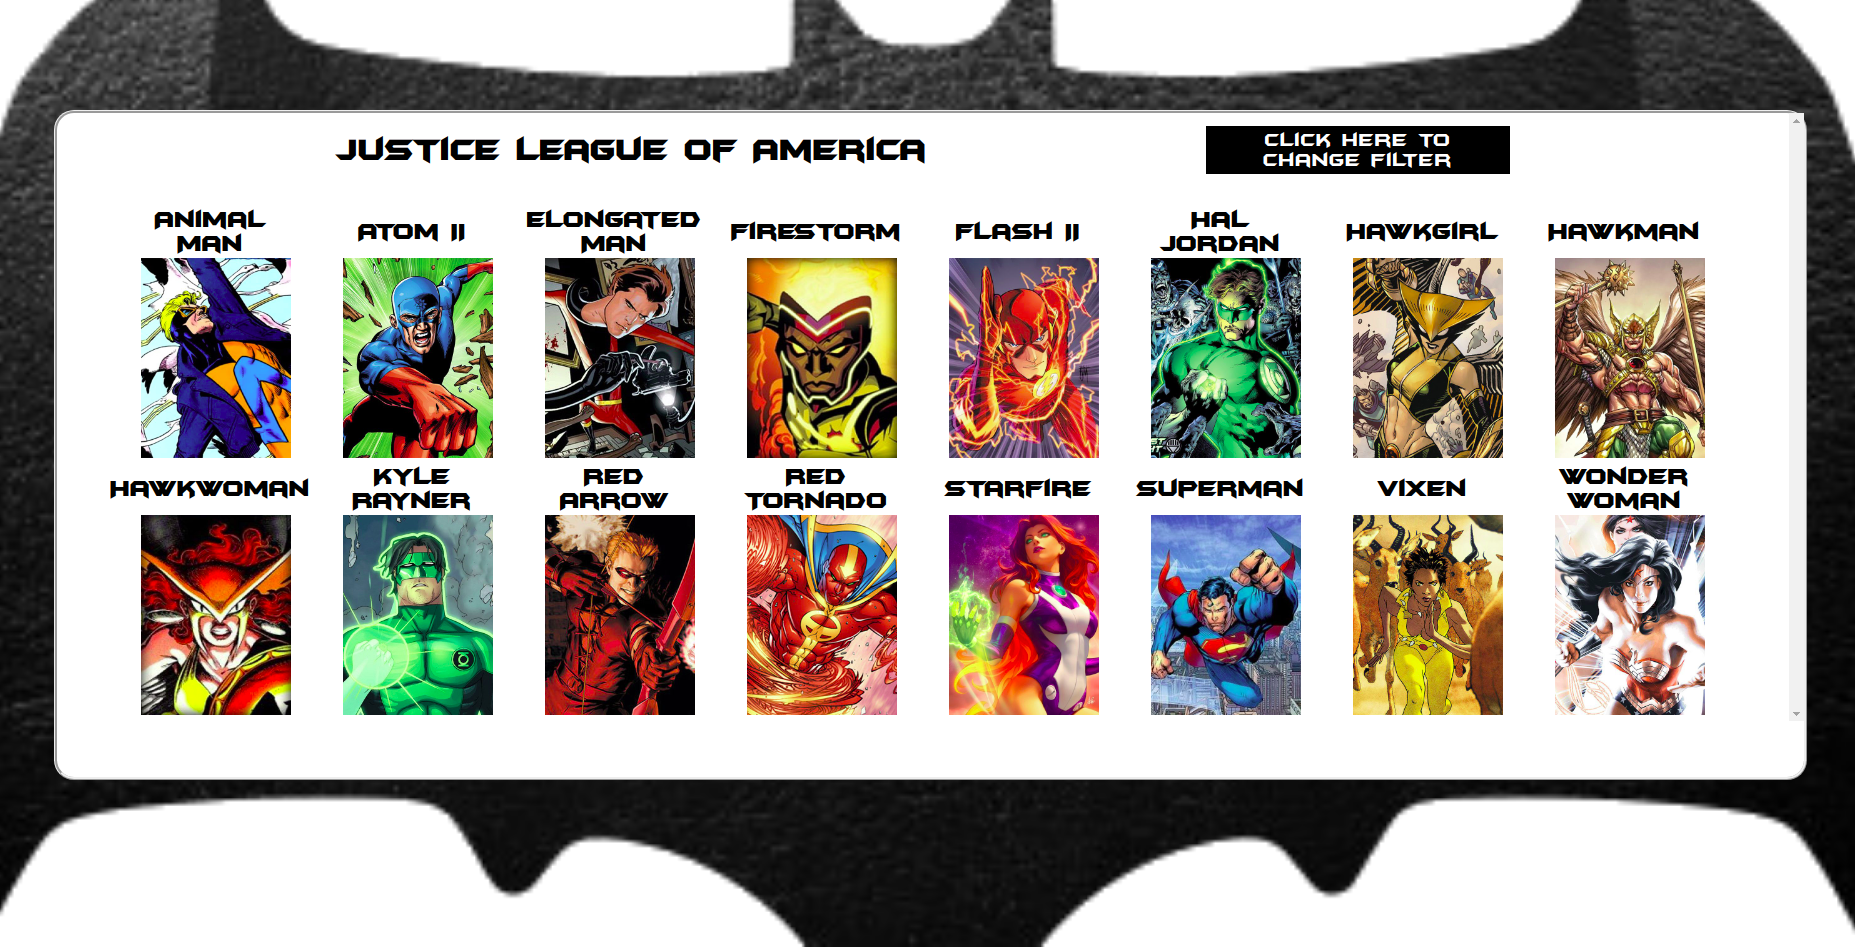 JUSTICE LEAGUE OF AMERICA
CLICK HERE TO
CHANGE FILTER
ANIMAL
MAN
ATOM II
ELONGATED
MAN
FIRESTORM
FLASH II
HAL
JORDAN
HAWKGIRL
HAWKMAN
HAWKWOMAN
KYLE
RAYNER
RED
ARROW
RED
TORNADO
STARFIRE
SUPERMAN
VIXEN
WONDER
WOMAN